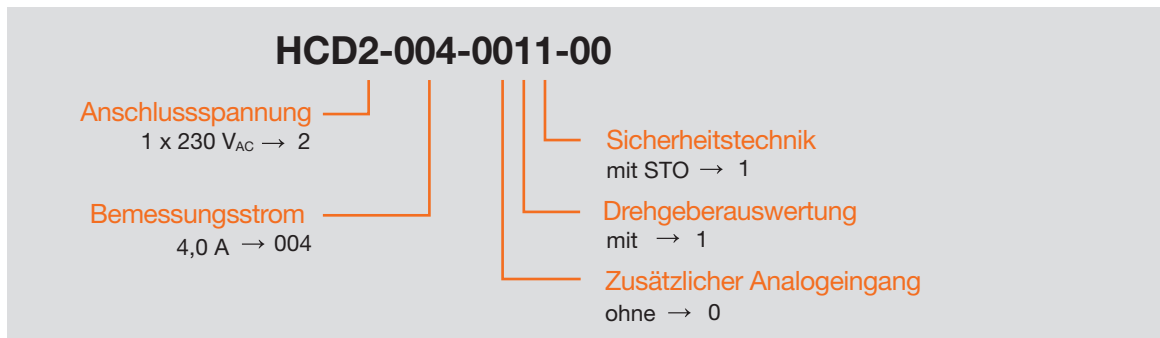 HCD2-004-0011-00
Anschlussspannung
1 x 230 VAC → 2
Bemessungsstrom
4,0 A → 004
Sicherheitstechnik
mit STO → 1
Drehgeberauswertung
mit → 1
Zusätzlicher Analogeingang
ohne → 0